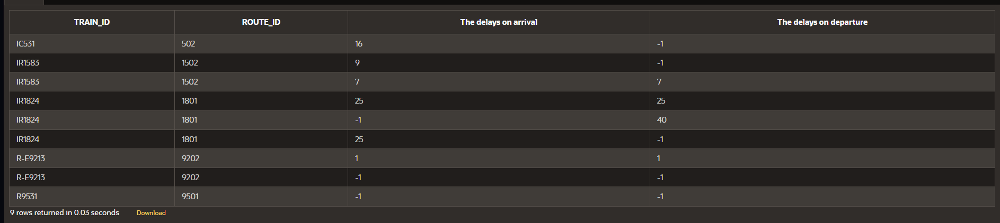 TRAIN_ID ROUTE_ID The delays on arrival The delays on departure
IC531 502 16 -1
IR1583 1502 9 -1
IR1583 1502 7 7
IR1824 1801 25 25
IR1824 1801 -1 40
IR1824 1801 25 -1
R-E9213 9202 1 1
R-E9213 9202 -1 -1
R9531 9501 -1 -1
9 rows returned in 0.03 seconds Download